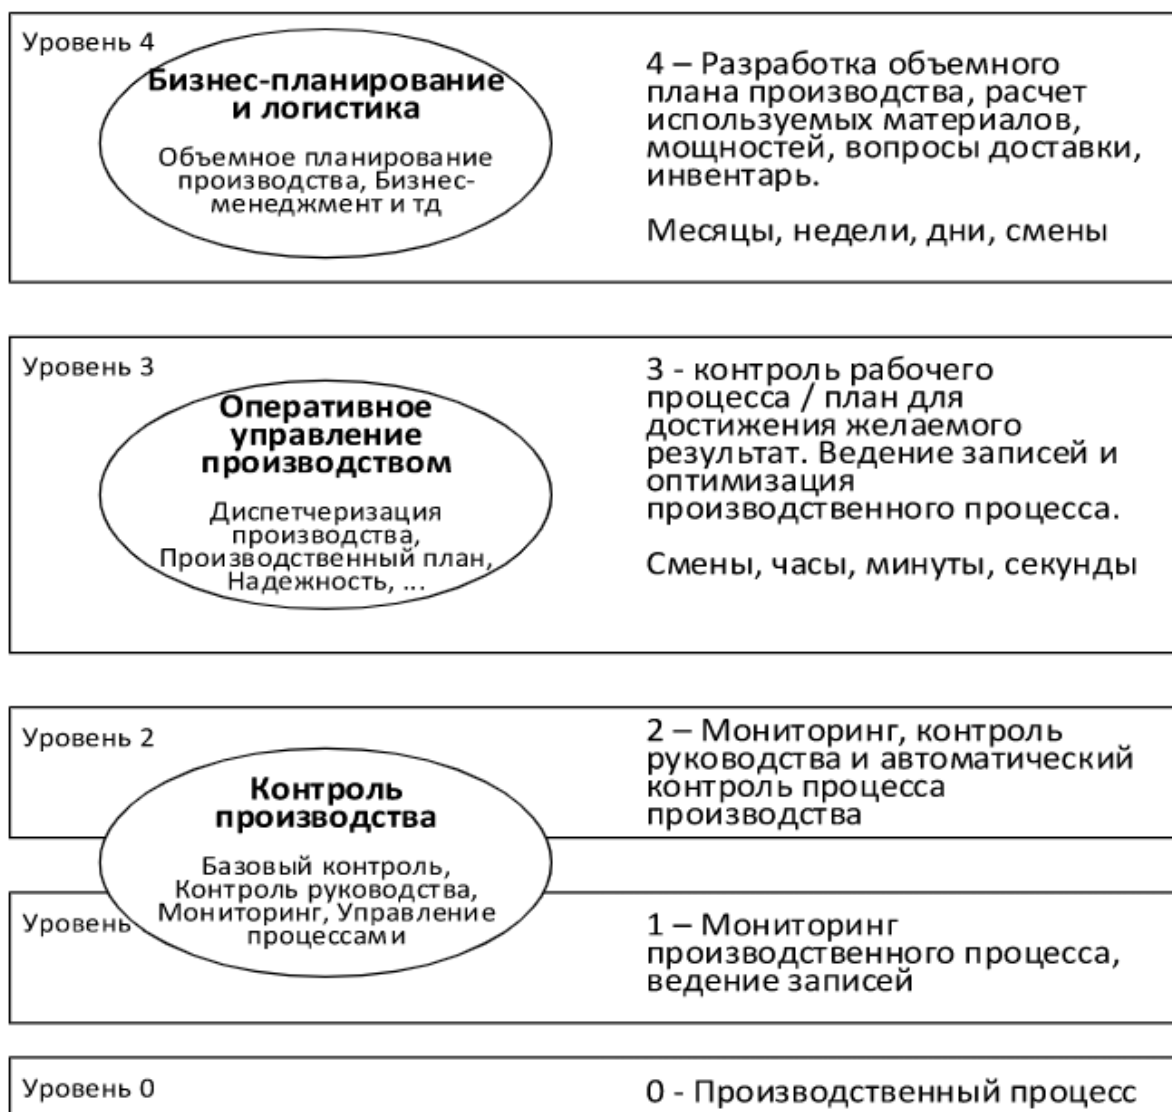 Уровень 4
Бизнес-планирование
и логистика
Объемное планирование
производства, Бизнес-
менеджмент и тд
4 – Разработка объемного
плана производства, расчет
используемых материалов,
мощностей, вопросы доставки,
инвентарь.
Месяцы, недели, дни, смены
Уровень 3
Оперативное
управление
производством
Диспетчеризация
производства,
Производственный план,
Надежность, ...
3 - контроль рабочего
процесса / план для
достижения желаемого
результат. Ведение записей и
оптимизация
производственного процесса.
Смены, часы, минуты, секунды
Уровень 2
Контроль
производства
Базовый контроль,
Контроль руководства,
Мониторинг, Управление
процессами
2 – Мониторинг, контроль
руководства и автоматический
контроль процесса
производства
Уровень
1 – Мониторинг
производственного процесса,
ведение записей
Уровень 0
0 - Производственный процесс